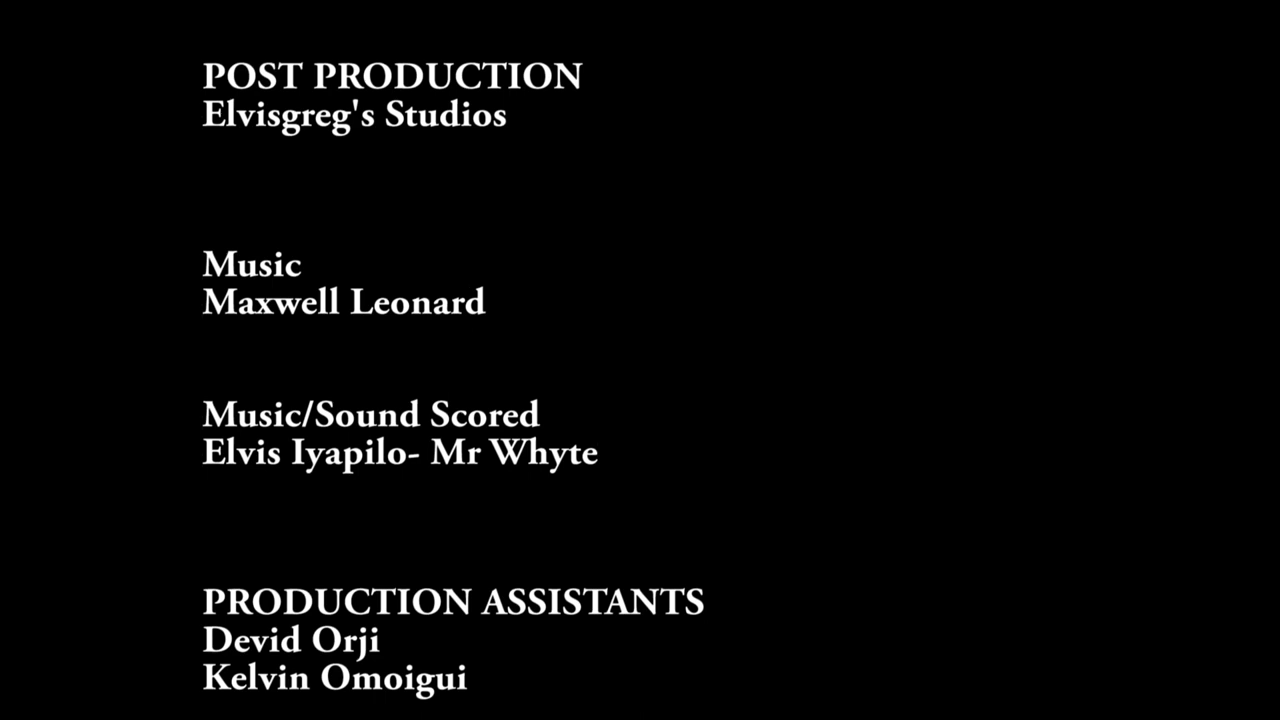 POST PRODUCTION
Elvisgreg's Studios
Music
Maxwell Leonard
Music/Sound Scored
Elvis Iyapilo- Mr Whyte
PRODUCTION ASSISTANTS
Devid Orji
Kelvin Omoigui